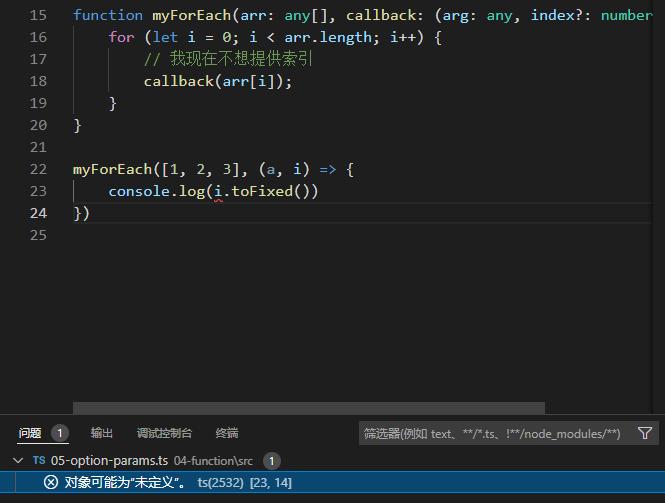 15 function myForEach(arr: any[], callback: (arg: any, index?: number
16 for (let i = 0; i < arr.length; i++) {
17 // 我现在不想提供索引
18 callback(arr[i]);
19 }
20 }
21
22 myForEach([1, 2, 3], (a, i) => {
23 console.log(i.toFixed())
24 })
25
问题 1 输出 调试控制台 终端 筛选器(例如 text、**/*.ts、!**/node_modules/**)
TS 05-option-params.ts 04-function\src 1
对象可能为“未定义”。 ts(2532) [23, 14]